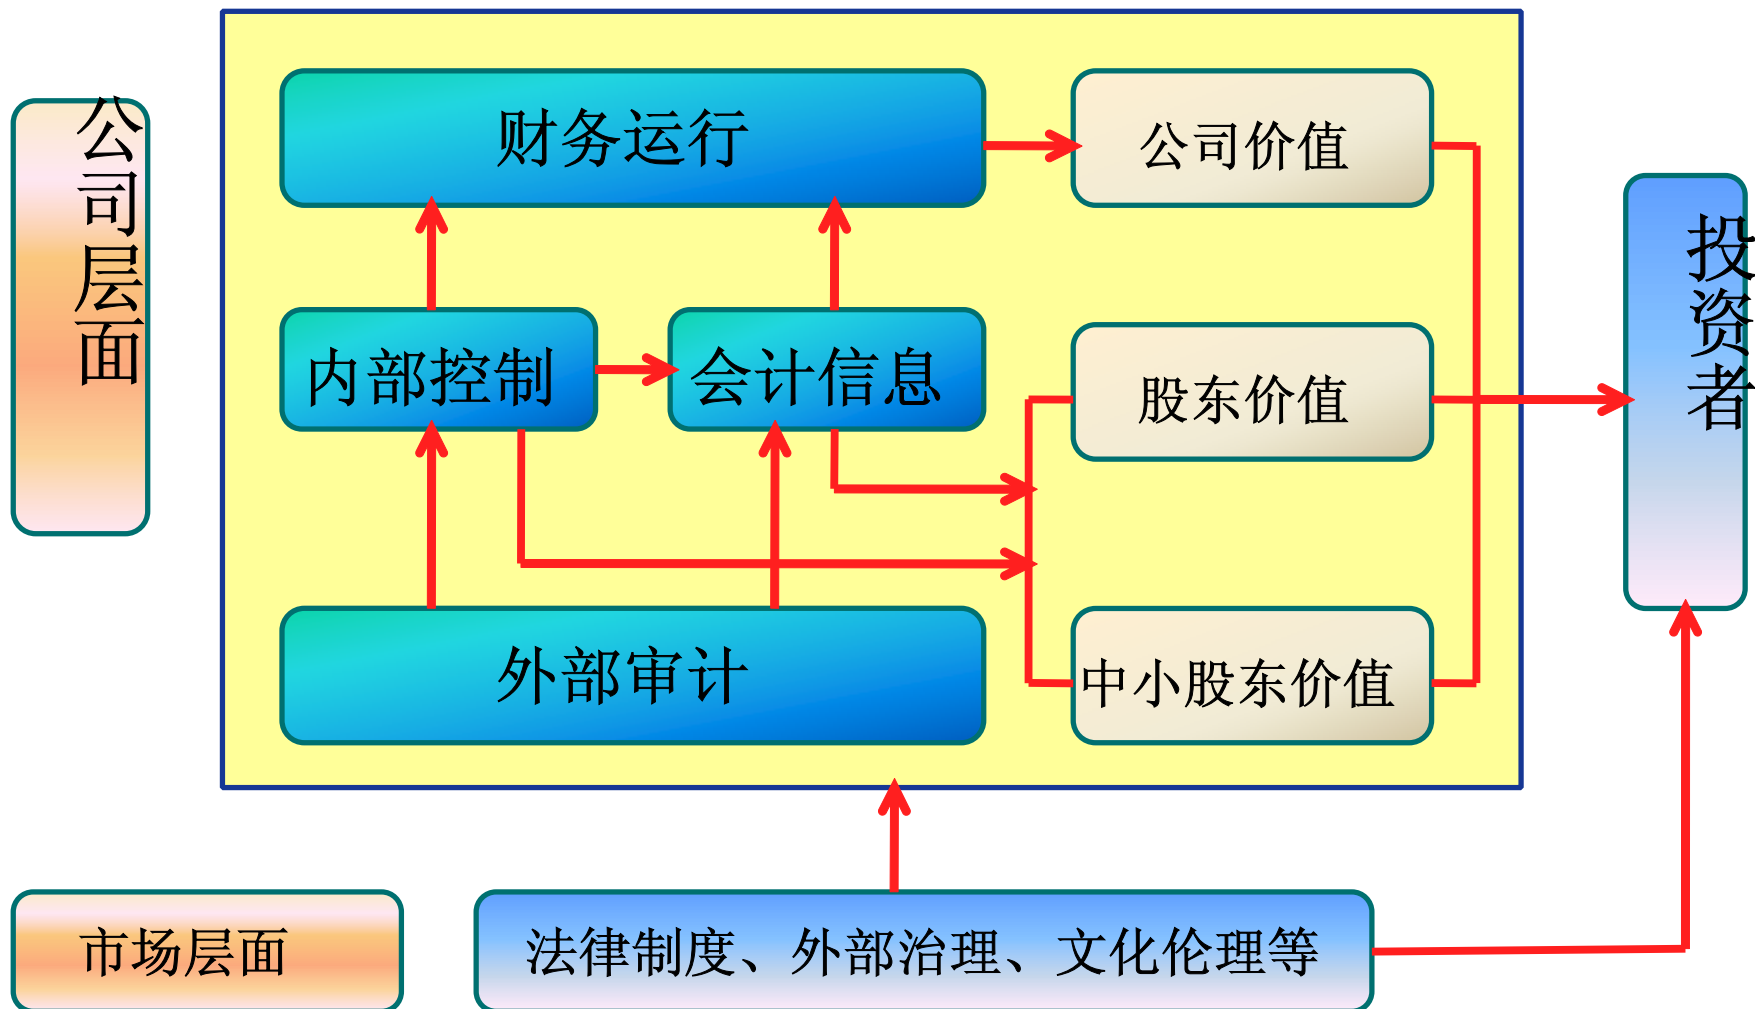 公司层面
财务运行
公司价值
投资者
内部控制
会计信息
股东价值
外部审计
中小股东价值
市场层面
法律制度、外部治理、文化伦理等